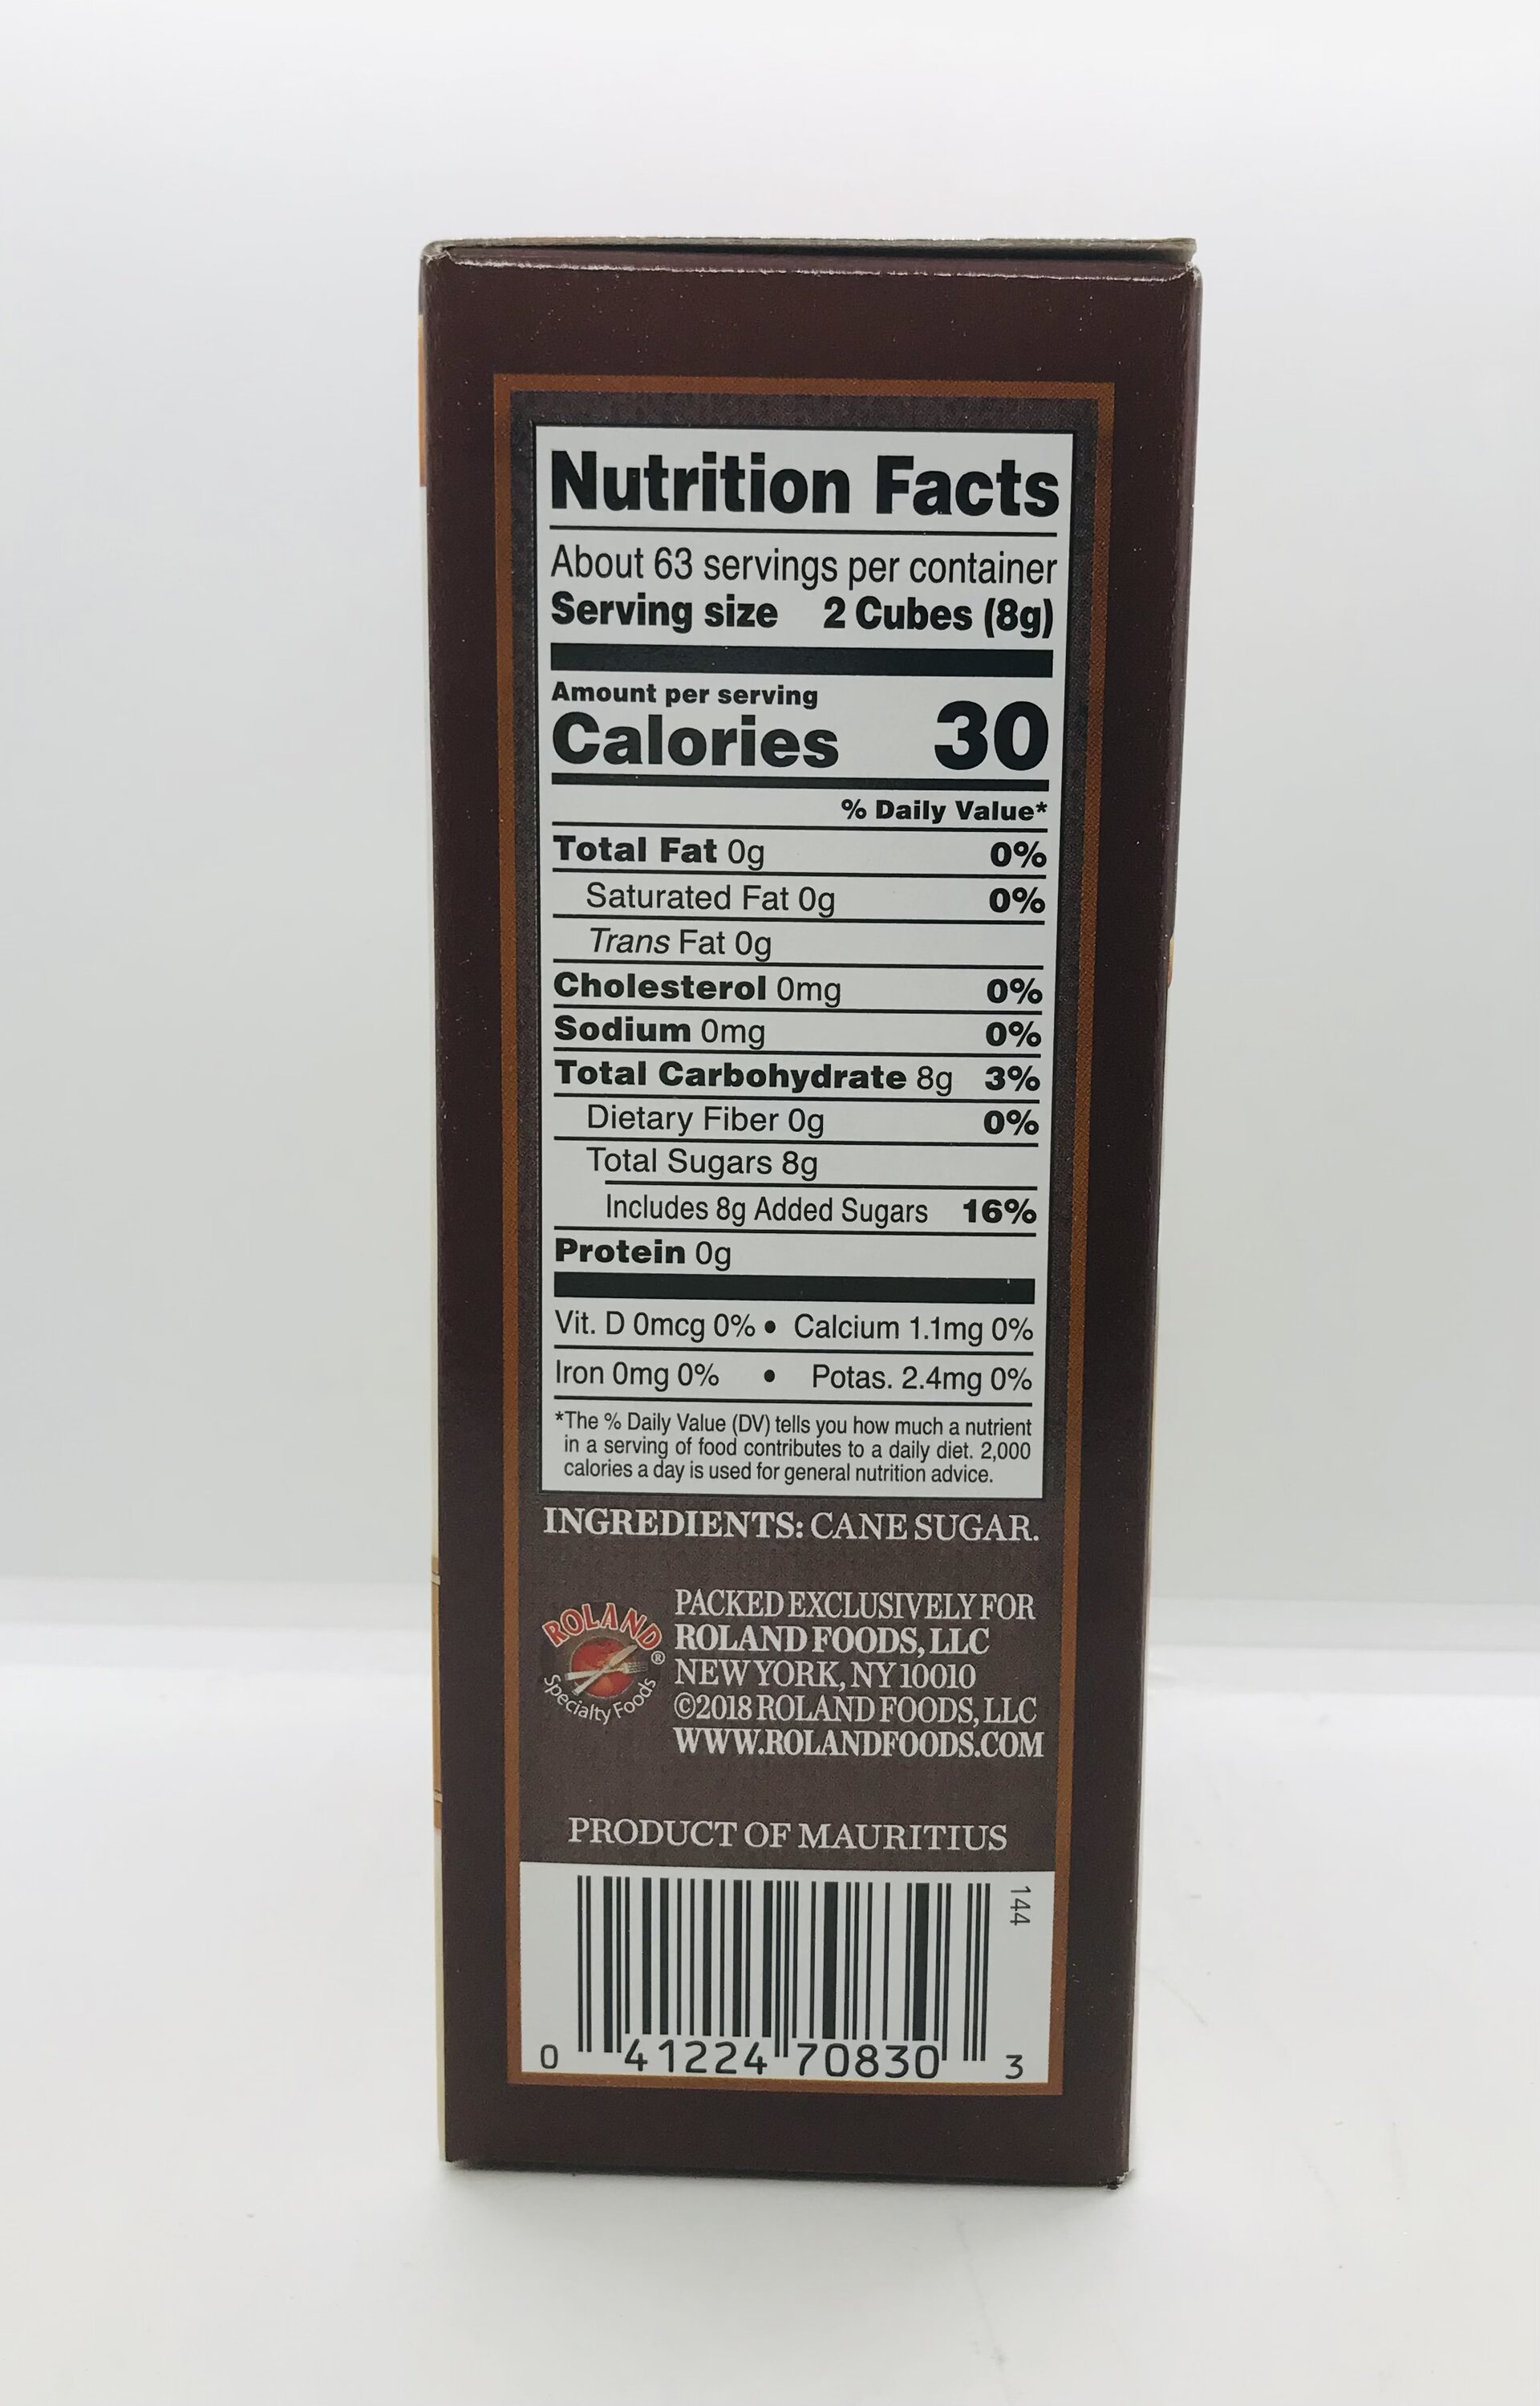 Nutrition Facts
About 63 servings per container
Serving size 2 Cubes (8g)
Amount per serving
Calories 30
% Daily Value*
Total Fat 0g 0%
Saturated Fat 0g 0%
Trans Fat 0g
Cholesterol 0mg 0%
Sodium 0mg 0%
Total Carbohydrate 8g 3%
Dietary Fiber 0g 0%
Total Sugars 8g
Includes 8g Added Sugars 16%
Protein 0g
Vit. D 0mcg 0% • Calcium 1.1mg 0%
Iron 0mg 0% • Potas. 2.4mg 0%
*The % Daily Value (DV) tells you how much a nutrient
in a serving of food contributes to a daily diet. 2,000
calories a day is used for general nutrition advice.
INGREDIENTS: CANE SUGAR.
ROLAND®
Specialty Foods
PACKED EXCLUSIVELY FOR
ROLAND FOODS, LLC
NEW YORK, NY 10010
©2018 ROLAND FOODS, LLC
WWW.ROLANDFOODS.COM
PRODUCT OF MAURITIUS
144
0 41224 70830 3